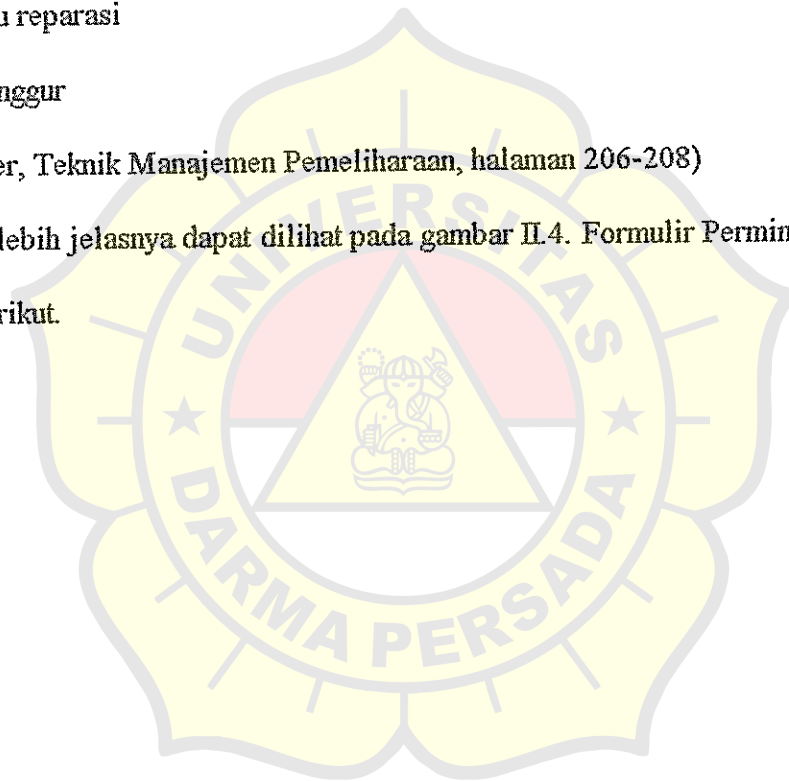 u reparasi
nggur
er, Teknik Manajemen Pemeliharaan, halaman 206-208)
lebih jelasnya dapat dilihat pada gambar II.4. Formulir Permin
rikut.
UNIVERSITAS
DARMA PERSADA